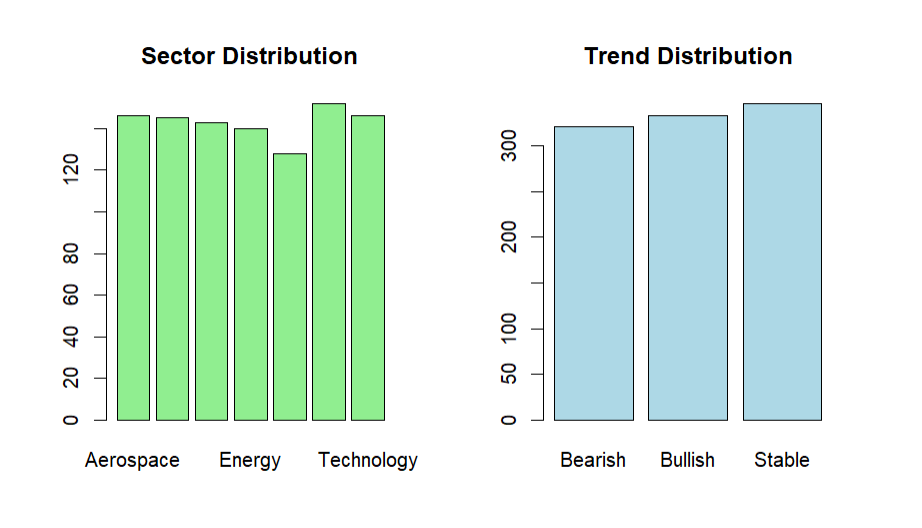 Sector Distribution
0 20 40 60 80 120
Aerospace Energy Technology
Trend Distribution
0 50 100 200 300
Bearish Bullish Stable